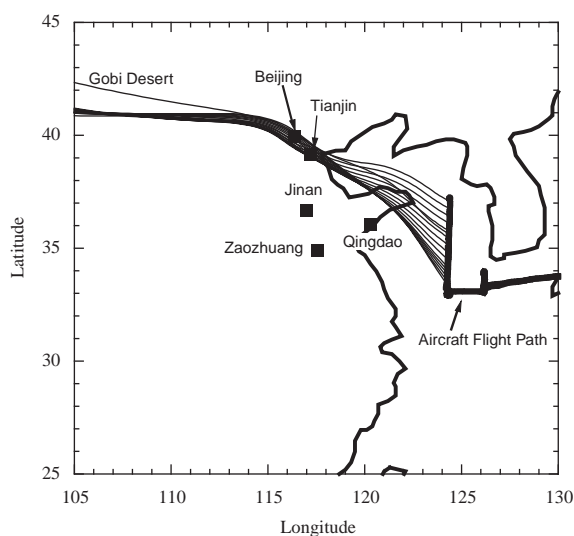 45
Gobi Desert
Beijing
Tianjin
40
Jinan
Latitude
35
Zaozhuang
Qingdao
Aircraft Flight Path
30
25
105 110 115 120 125 130
Longitude